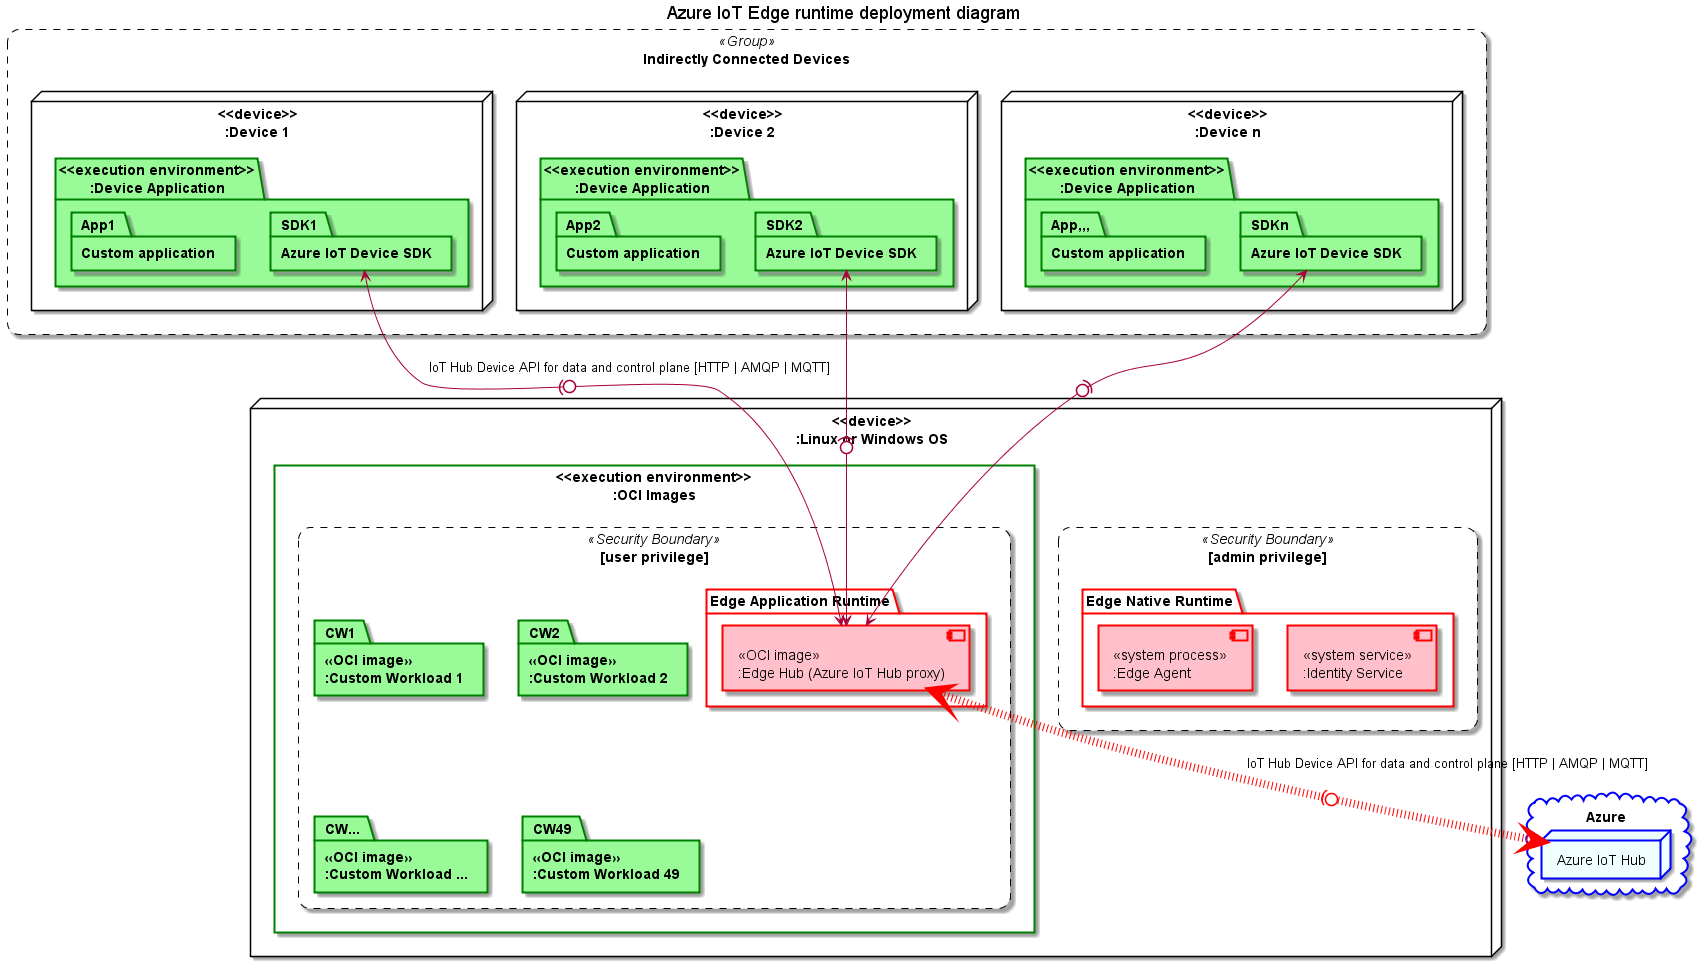 Azure IoT Edge runtime deployment diagram
«Group»
Indirectly Connected Devices
<<device>>
:Device 1
<<execution environment>>
:Device Application
App1
Custom application
SDK1
Azure IoT Device SDK
<<device>>
:Device 2
<<execution environment>>
:Device Application
App2
Custom application
SDK2
Azure IoT Device SDK
<<device>>
:Device n
<<execution environment>>
:Device Application
App,,,
Custom application
SDKn
Azure IoT Device SDK
IoT Hub Device API for data and control plane [HTTP | AMQP | MQTT]
<<device>>
:Linux or Windows OS
<<execution environment>>
:OCI Images
«Security Boundary»
[user privilege]
CW1
«OCI image»
:Custom Workload 1
CW2
«OCI image»
:Custom Workload 2
Edge Application Runtime
«OCI image»
:Edge Hub (Azure IoT Hub proxy)
CW...
«OCI image»
:Custom Workload ...
CW49
«OCI image»
:Custom Workload 49
«Security Boundary»
[admin privilege]
Edge Native Runtime
«system process»
:Edge Agent
«system service»
:Identity Service
IoT Hub Device API for data and control plane [HTTP | AMQP | MQTT]
Azure
Azure IoT Hub